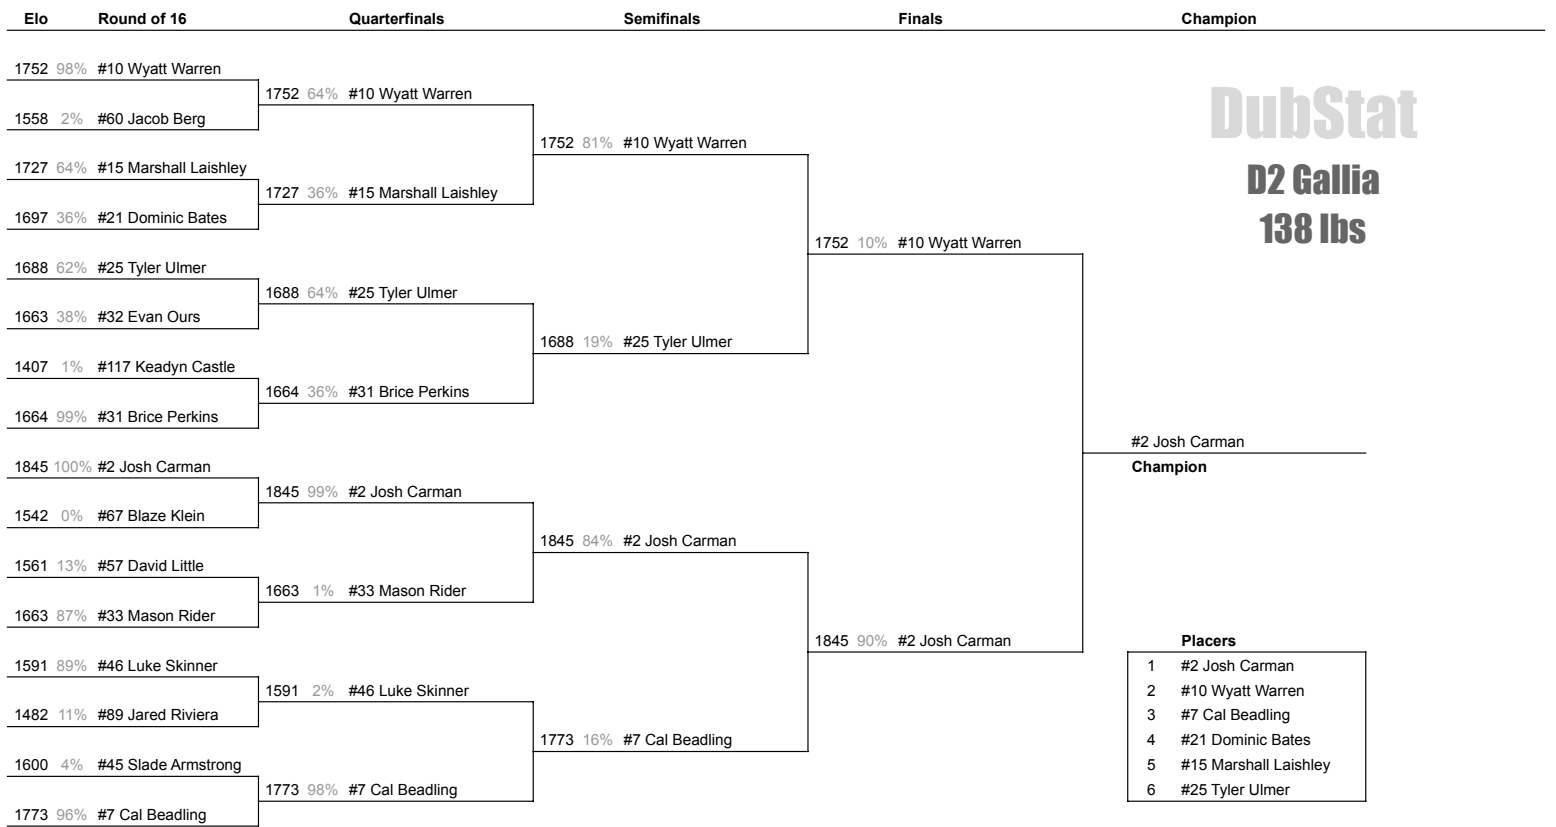 Elo Round of 16 Quarterfinals Semifinals Finals Champion
1752 98% #10 Wyatt Warren
1752 64% #10 Wyatt Warren
DubStat
1558 2% #60 Jacob Berg
1752 81% #10 Wyatt Warren
1727 64% #15 Marshall Laishley
D2 Gallia
1727 36% #15 Marshall Laishley
1697 36% #21 Dominic Bates
138 lbs
1752 10% #10 Wyatt Warren
1688 62% #25 Tyler Ulmer
1688 64% #25 Tyler Ulmer
1663 38% #32 Evan Ours
1688 19% #25 Tyler Ulmer
1407 1% #117 Keadyn Castle
1664 36% #31 Brice Perkins
1664 99% #31 Brice Perkins
#2 Josh Carman
1845 100% #2 Josh Carman
Champion
1845 99% #2 Josh Carman
1542 0% #67 Blaze Klein
1845 84% #2 Josh Carman
1561 13% #57 David Little
1663 1% #33 Mason Rider
1663 87% #33 Mason Rider
1845 90% #2 Josh Carman
Placers
1591 89% #46 Luke Skinner
1 #2 Josh Carman
1591 2% #46 Luke Skinner
2 #10 Wyatt Warren
1482 11% #89 Jared Riviera
3 #7 Cal Beadling
1773 16% #7 Cal Beadling
4 #21 Dominic Bates
1600 4% #45 Slade Armstrong
5 #15 Marshall Laishley
1773 98% #7 Cal Beadling
6 #25 Tyler Ulmer
1773 96% #7 Cal Beadling